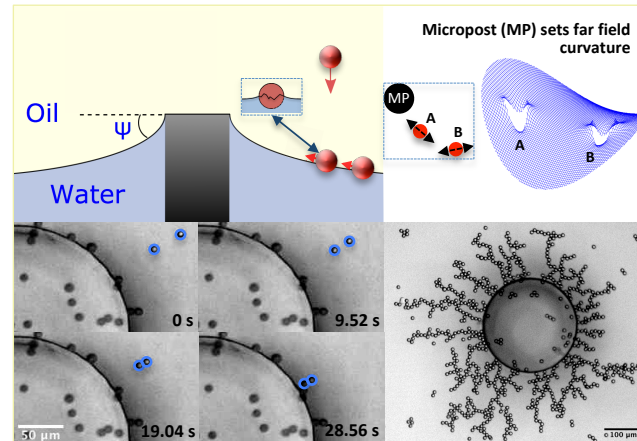 Oil
Ψ
Water
Micropost (MP) sets far field
curvature
MP
A
B
A
B
0 s
9.52 s
19.04 s
28.56 s
50 µm
100 µm